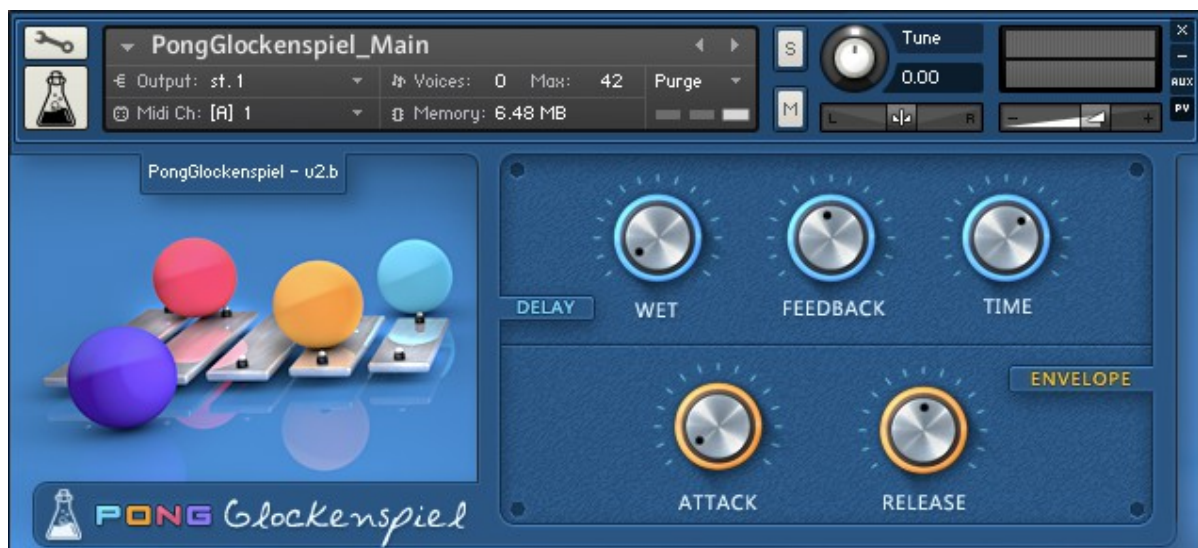 PongGlockenspiel_Main
S
Tune
Output: st. 1
Voices: 0 Max: 42
Purge
0.00
Midi Ch: [A] 1
Memory: 6.48 MB
M
L
R
-
+
×
-
AUX
PV
PongGlockenspiel - v2.b
DELAY
WET
FEEDBACK
TIME
ENVELOPE
ATTACK
RELEASE
PONG Glockenspiel